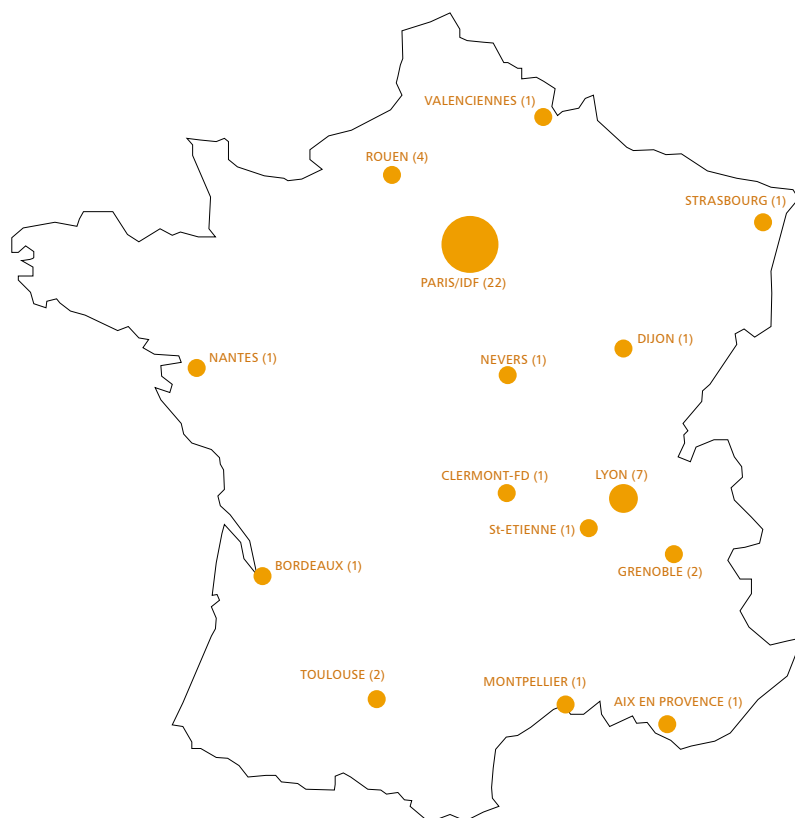 VALENCIENNES (1)
ROUEN (4)
STRASBOURG (1)
PARIS/IDF (22)
DIJON (1)
NANTES (1)
NEVERS (1)
CLERMONT-FD (1)
LYON (7)
St-ETIENNE (1)
BORDEAUX (1)
GRENOBLE (2)
TOULOUSE (2)
MONTPELLIER (1)
AIX EN PROVENCE (1)